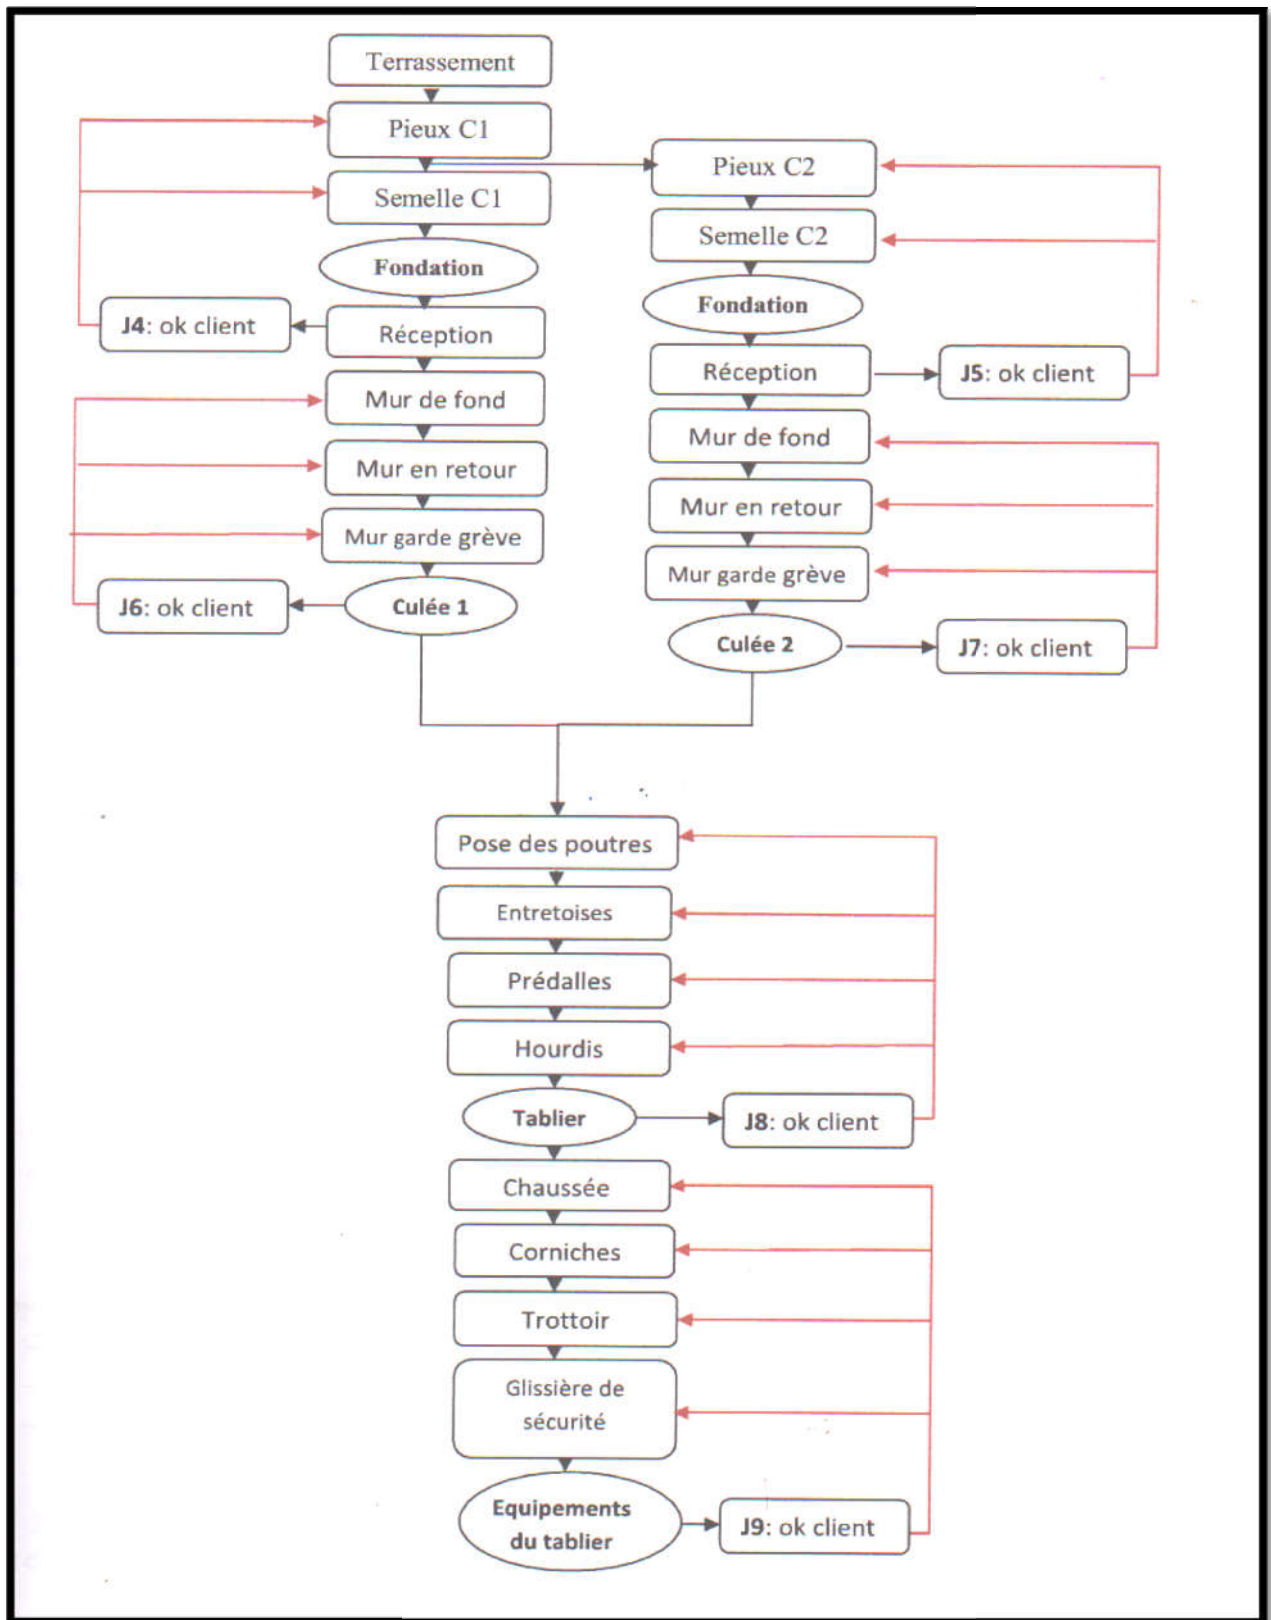 Terrassement
Pieux C1
Semelle C1
Fondation
J4: ok client
Réception
Mur de fond
Mur en retour
Mur garde grève
J6: ok client
Culée 1
Pieux C2
Semelle C2
Fondation
Réception
J5: ok client
Mur de fond
Mur en retour
Mur garde grève
Culée 2
J7: ok client
Pose des poutres
Entretoises
Prédalles
Hourdis
Tablier
J8: ok client
Chaussée
Corniches
Trottoir
Glissière de
sécurité
Equipements
du tablier
J9: ok client